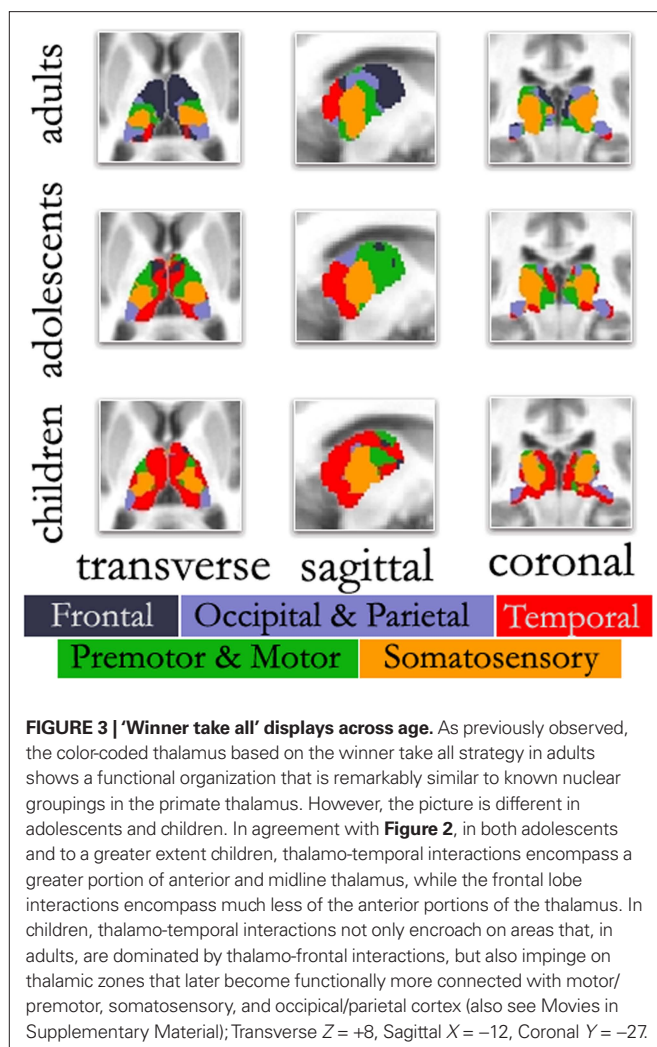 adults
adolescents
children
transverse sagittal coronal
Frontal Occipital & Parietal Temporal
Premotor & Motor Somatosensory
FIGURE 3 | 'Winner take all' displays across age. As previously observed,
the color-coded thalamus based on the winner take all strategy in adults
shows a functional organization that is remarkably similar to known nuclear
groupings in the primate thalamus. However, the picture is different in
adolescents and children. In agreement with Figure 2, in both adolescents
and to a greater extent children, thalamo-temporal interactions encompass a
greater portion of anterior and midline thalamus, while the frontal lobe
interactions encompass much less of the anterior portions of the thalamus. In
children, thalamo-temporal interactions not only encroach on areas that, in
adults, are dominated by thalamo-frontal interactions, but also impinge on
thalamic zones that later become functionally more connected with motor/
premotor, somatosensory, and occipical/parietal cortex (also see Movies in
Supplementary Material); Transverse Z = +8, Sagittal X = −12, Coronal Y = −27.